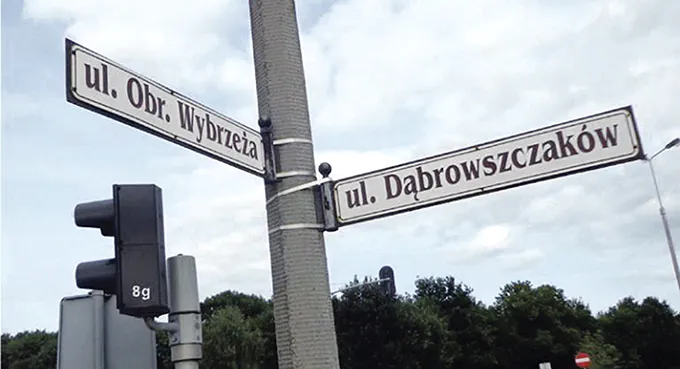 ul. Obr. Wybrzeża
ul. Dąbrowszczaków
8g